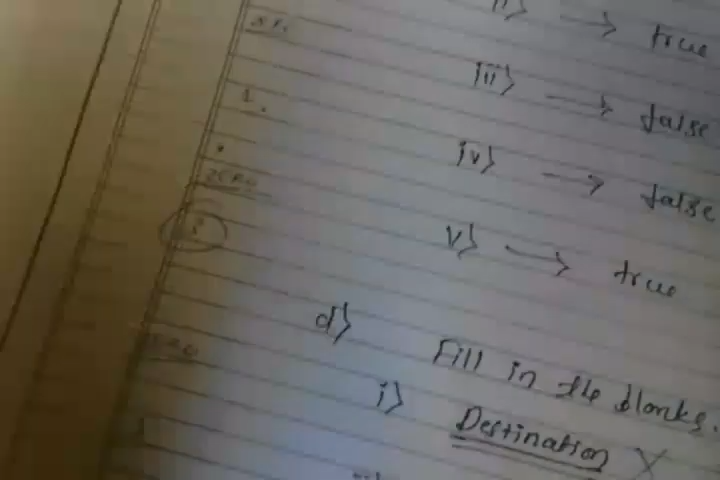 ii) → true
iii) → false
iv) → false
v) → true
d) Fill in the blanks.
i) Destination X